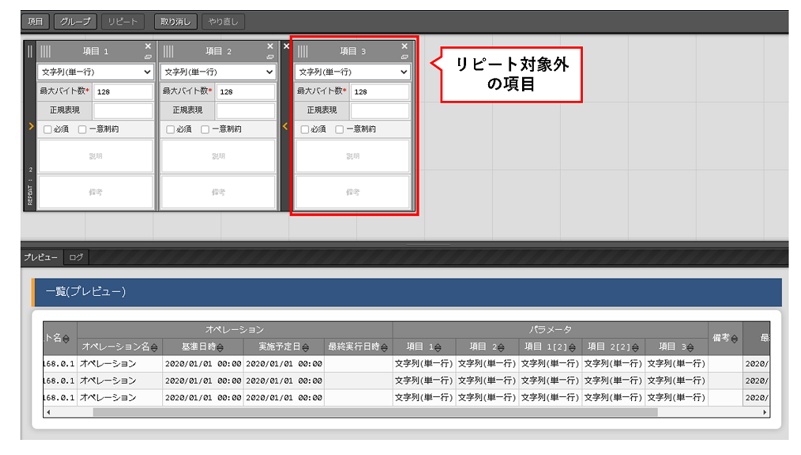 項目 グループ リピート 取り消し やり直し
項目 1 × 項目 2 × × 項目 3 ×
文字列(単一行) 文字列(単一行) 文字列(単一行)
最大バイト数* 128 最大バイト数* 128 最大バイト数* 128
正規表現 正規表現 正規表現
必須 一意制約 必須 一意制約 必須 一意制約
説明 説明 説明
備考 備考 備考
REPEAT : 2
リピート対象外
の項目
プレビュー ログ
一覧(プレビュー)
オペレーション パラメータ
ト名 オペレーション名 基準日時 実施予定日 最終実行日時 項目 1 項目 2 項目 1[2] 項目 2[2] 項目 3 備考 最
168.0.1 オペレーション 2020/01/01 00:00 2020/01/01 00:00 文字列(単一行) 文字列(単一行) 文字列(単一行) 文字列(単一行) 文字列(単一行) 2020/
168.0.1 オペレーション 2020/01/01 00:00 2020/01/01 00:00 文字列(単一行) 文字列(単一行) 文字列(単一行) 文字列(単一行) 文字列(単一行) 2020/
168.0.1 オペレーション 2020/01/01 00:00 2020/01/01 00:00 文字列(単一行) 文字列(単一行) 文字列(単一行) 文字列(単一行) 文字列(単一行) 2020/